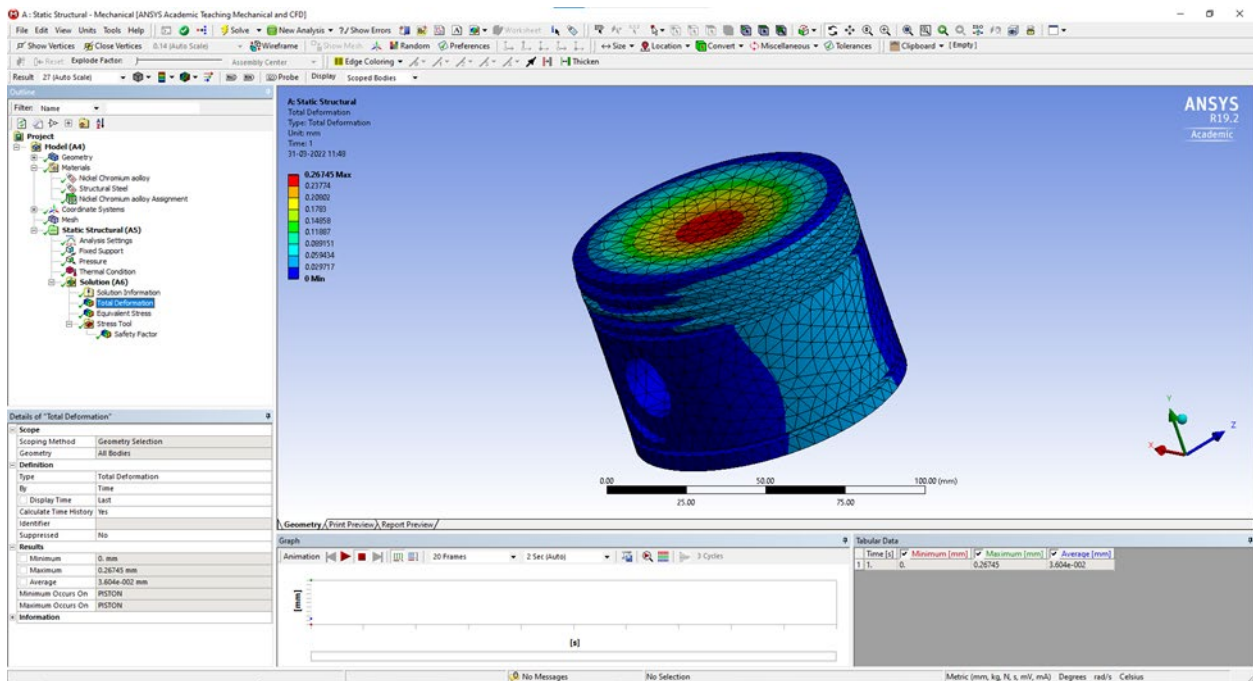 A : Static Structural - Mechanical [ANSYS Academic Teaching Mechanical and CFD]
File Edit View Units Tools Help Solve New Analysis ?/ Show Errors Worksheet
Show Vertices Close Vertices 0.14 (Auto Scale) Wireframe Show Mesh Random Preferences Size Location Convert Miscellaneous Tolerances Clipboard [Empty]
Reset Explode Factor: Assembly Center Edge Coloring Thicken
Result 27 (Auto Scale) Probe Display Scoped Bodies
Outline
Filter: Name
Project
Model (A4)
Geometry
Materials
Nickel Chromium aolloy
Structural Steel
Nickel Chromium aolloy Assignment
Coordinate Systems
Mesh
Static Structural (A5)
Analysis Settings
Fixed Support
Pressure
Thermal Condition
Solution (A6)
Solution Information
Total Deformation
Equivalent Stress
Stress Tool
Safety Factor
A: Static Structural
Total Deformation
Type: Total Deformation
Unit: mm
Time: 1
31-03-2022 11:48
0.26745 Max
0.23774
0.20802
0.1783
0.14858
0.11887
0.089151
0.059434
0.029717
0 Min
ANSYS
R19.2
Academic
Y
Z
X
0.00 50.00 100.00 (mm)
25.00 75.00
Details of "Total Deformation"
Scope
Scoping Method Geometry Selection
Geometry All Bodies
Definition
Type Total Deformation
By Time
Display Time Last
Calculate Time History Yes
Identifier
Suppressed No
Results
Minimum 0. mm
Maximum 0.26745 mm
Average 3.604e-002 mm
Minimum Occurs On PISTON
Maximum Occurs On PISTON
Information
Geometry Print Preview Report Preview
Graph
Animation 20 Frames 2 Sec (Auto) 3 Cycles
[mm]
[s]
Tabular Data
Time [s] Minimum [mm] Maximum [mm] Average [mm]
1 1. 0. 0.26745 3.604e-002
No Messages No Selection Metric (mm, kg, N, s, mV, mA) Degrees rad/s Celsius